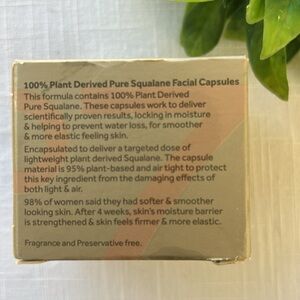 100% Plant Derived Pure Squalane Facial Capsules
This formula contains 100% Plant Derived
Pure Squalane. These capsules work to deliver
scientifically proven results, locking in moisture
& helping to prevent water loss, for smoother
& more elastic feeling skin.
Encapsulated to deliver a targeted dose of
lightweight plant derived Squalane. The capsule
material is 95% plant-based and air tight to protect
this key ingredient from the damaging effects of
both light & air.
98% of women said they had softer & smoother
looking skin. After 4 weeks, skin's moisture barrier
is strengthened & skin feels firmer & more elastic.
Fragrance and Preservative free.